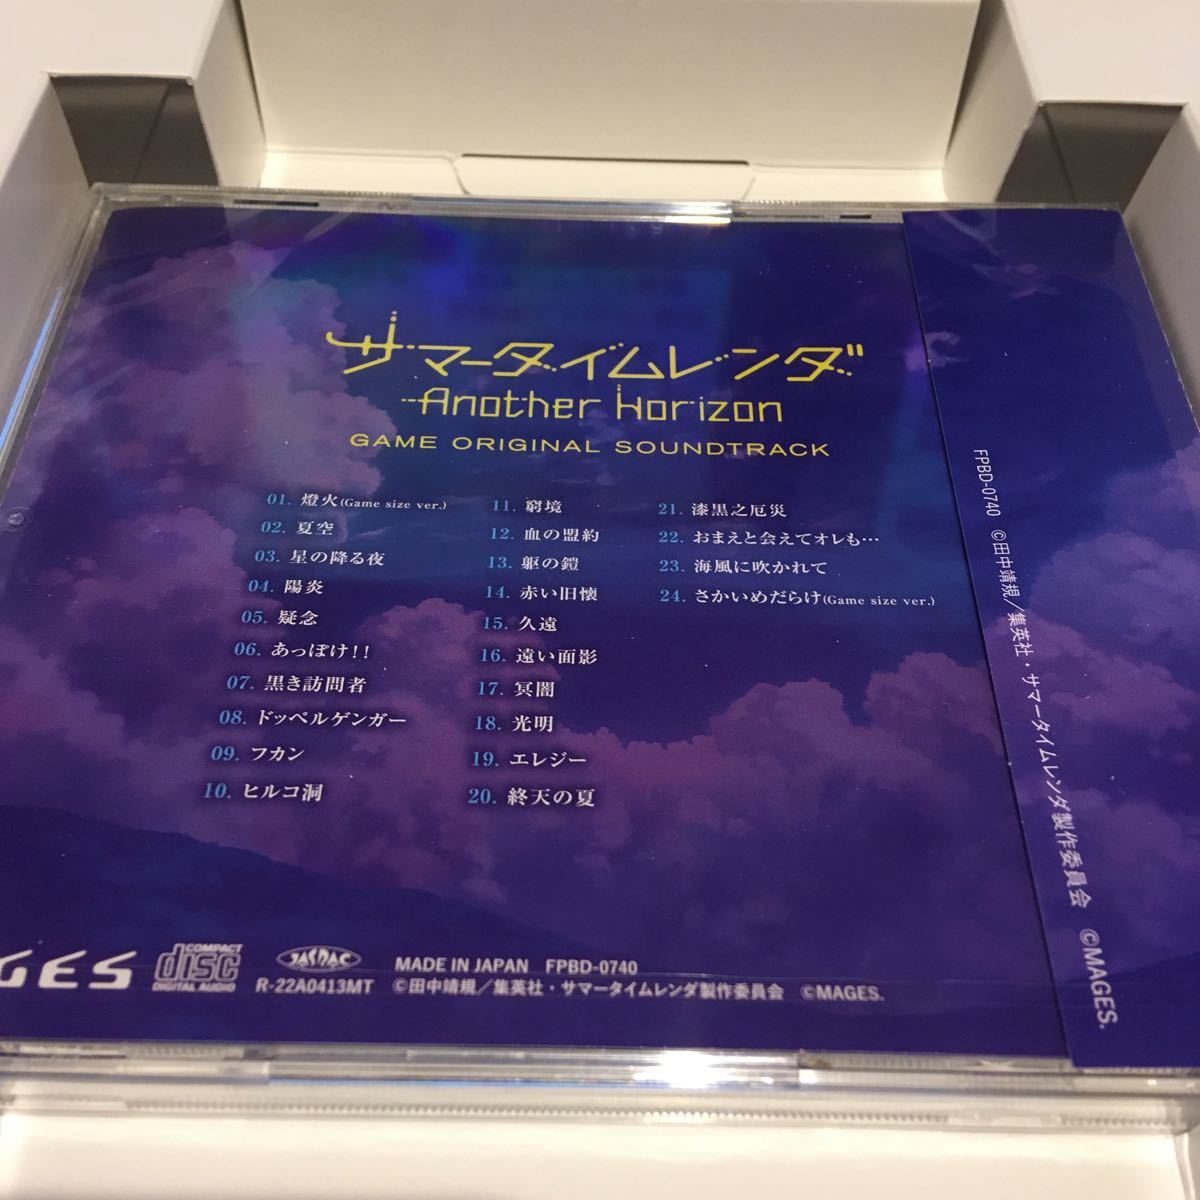 サマータイムレンダ
Another Horizon
GAME ORIGINAL SOUNDTRACK
01. 燈火(Game size ver.)
02. 夏空
03. 星の降る夜
04. 陽炎
05. 疑念
06. あっぽけ!!
07. 黒き訪問者
08. ドッペルゲンガー
09. フカン
10. ヒルコ洞
11. 窮境
12. 血の盟約
13. 躯の鎧
14. 赤い旧懐
15. 久遠
16. 遠い面影
17. 冥闇
18. 光明
19. エレジー
20. 終天の夏
21. 漆黒之厄災
22. おまえと会えてオレも…
23. 海風に吹かれて
24. さかいめだらけ(Game size ver.)
GES
COMPACT
disc
DIGITAL AUDIO
JASRAC
R-22A0413MT
MADE IN JAPAN FPBD-0740
©田中靖規／集英社・サマータイムレンダ製作委員会 ©MAGES.
FPBD-0740 ©田中靖規／集英社・サマータイムレンダ製作委員会 ©MAGES.